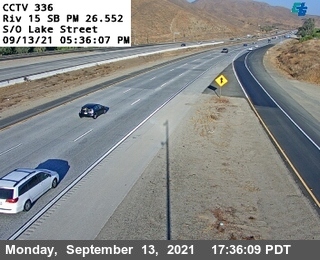 CCTV 336
Riv 15 SB PM 26.552
S/O Lake Street
09/13/21 05:36:07 PM
Monday, September 13, 2021 17:36:09 PDT